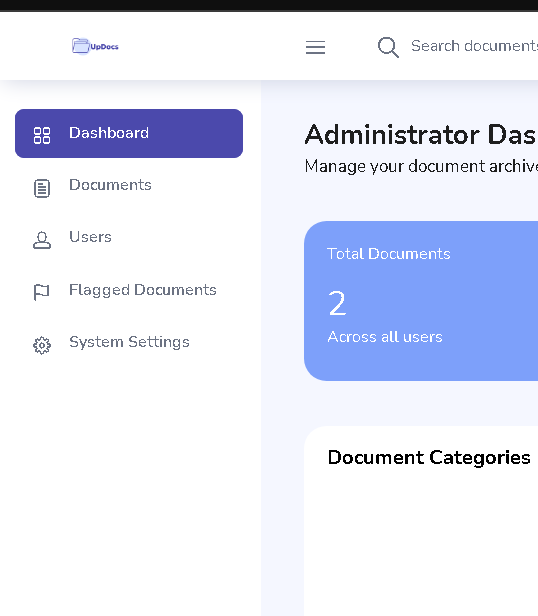 UpDocs
Search documents
Dashboard
Documents
Users
Flagged Documents
System Settings
Administrator Das
Manage your document archive
Total Documents
2
Across all users
Document Categories